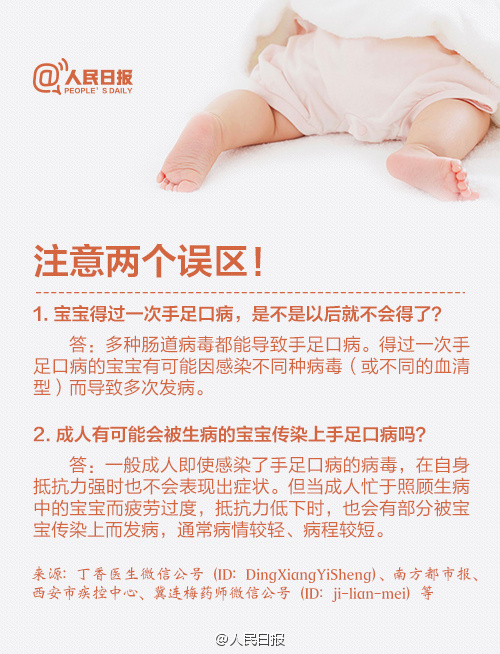 @人民日报
PEOPLE'S DAILY
注意两个误区！
1. 宝宝得过一次手足口病，是不是以后就不会得了？
答：多种肠道病毒都能导致手足口病。得过一次手
足口病的宝宝有可能因感染不同种病毒（或不同的血清
型）而导致多次发病。
2. 成人有可能会被生病的宝宝传染上手足口病吗？
答：一般成人即使感染了手足口病的病毒，在自身
抵抗力强时也不会表现出症状。但当成人忙于照顾生病
中的宝宝而疲劳过度，抵抗力低下时，也会有部分被宝
宝传染上而发病，通常病情较轻、病程较短。
来源：丁香医生微信公号（ID：DingXiangYiSheng）、南方都市报、
西安市疾控中心、冀连梅药师微信公号（ID：ji-lian-mei）等
@人民日报